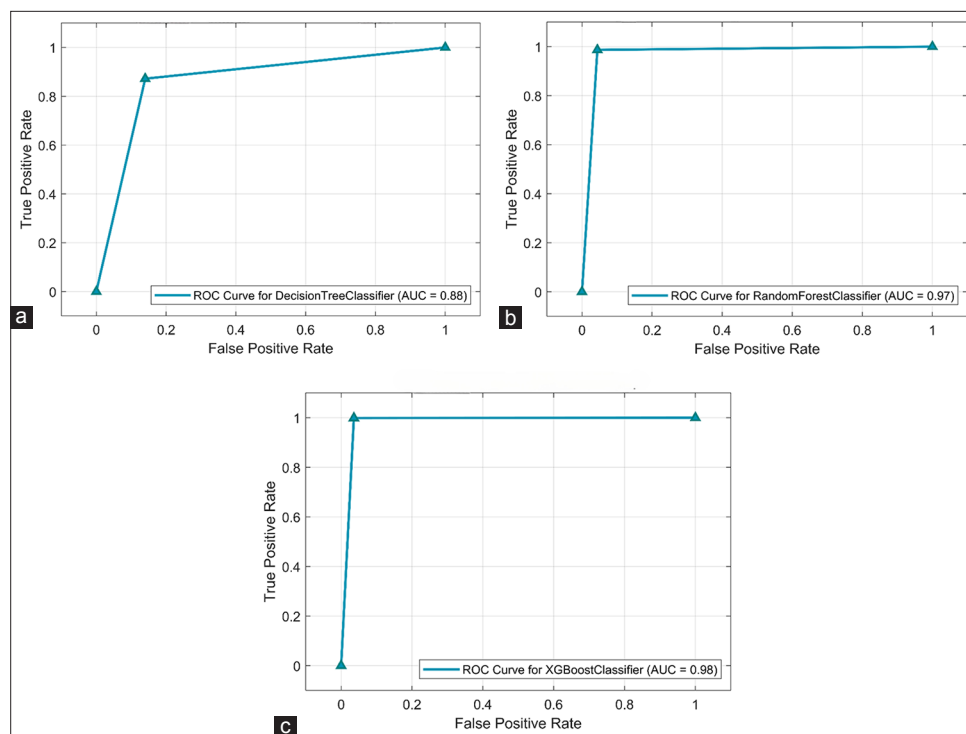 1
0.8
0.6
0.4
0.2
0
True Positive Rate
ROC Curve for DecisionTreeClassifier (AUC = 0.88)
0 0.2 0.4 0.6 0.8 1
False Positive Rate
a
1
0.8
0.6
0.4
0.2
0
True Positive Rate
ROC Curve for RandomForestClassifier (AUC = 0.97)
0 0.2 0.4 0.6 0.8 1
False Positive Rate
b
1
0.8
0.6
0.4
0.2
0
True Positive Rate
ROC Curve for XGBoostClassifier (AUC = 0.98)
0 0.2 0.4 0.6 0.8 1
False Positive Rate
c